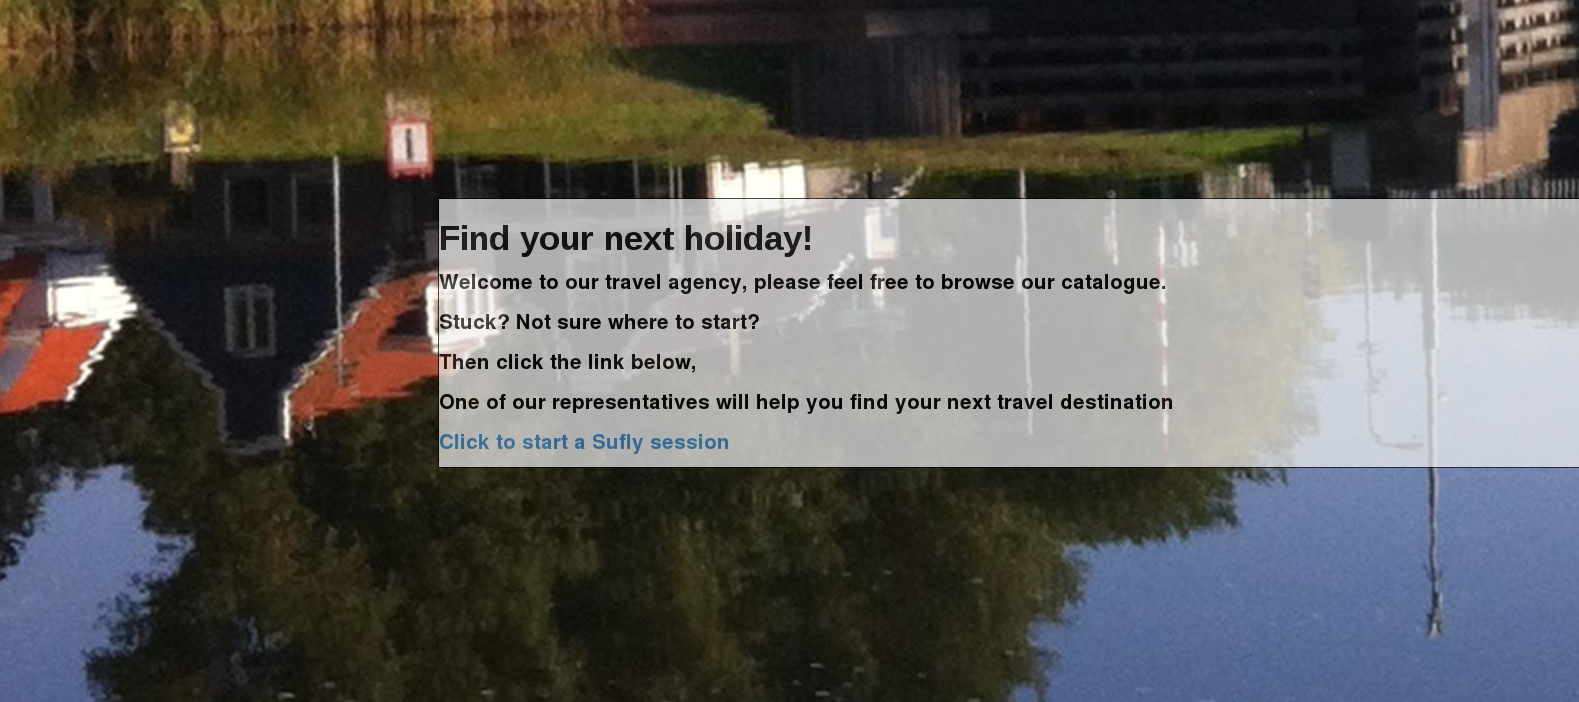 Find your next holiday!
Welcome to our travel agency, please feel free to browse our catalogue.
Stuck? Not sure where to start?
Then click the link below,
One of our representatives will help you find your next travel destination
Click to start a Sufly session